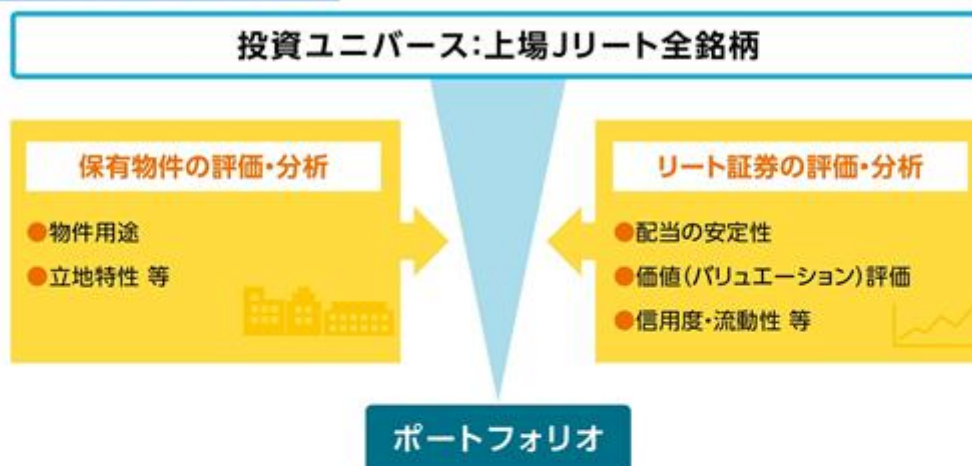 投資ユニバース:上場Jリート全銘柄
保有物件の評価・分析
●物件用途
●立地特性 等
リート証券の評価・分析
●配当の安定性
●価値(バリュエーション)評価
●信用度・流動性 等
ポートフォリオ